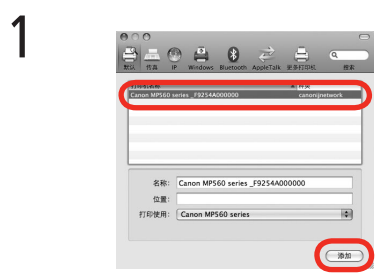 1
默认 传真 IP Windows Bluetooth AppleTalk 更多打印机 搜索
打印机名称 种类
Canon MP560 series _F9254A000000 canonijnetwork
名称: Canon MP560 series _F9254A000000
位置:
打印使用: Canon MP560 series
添加